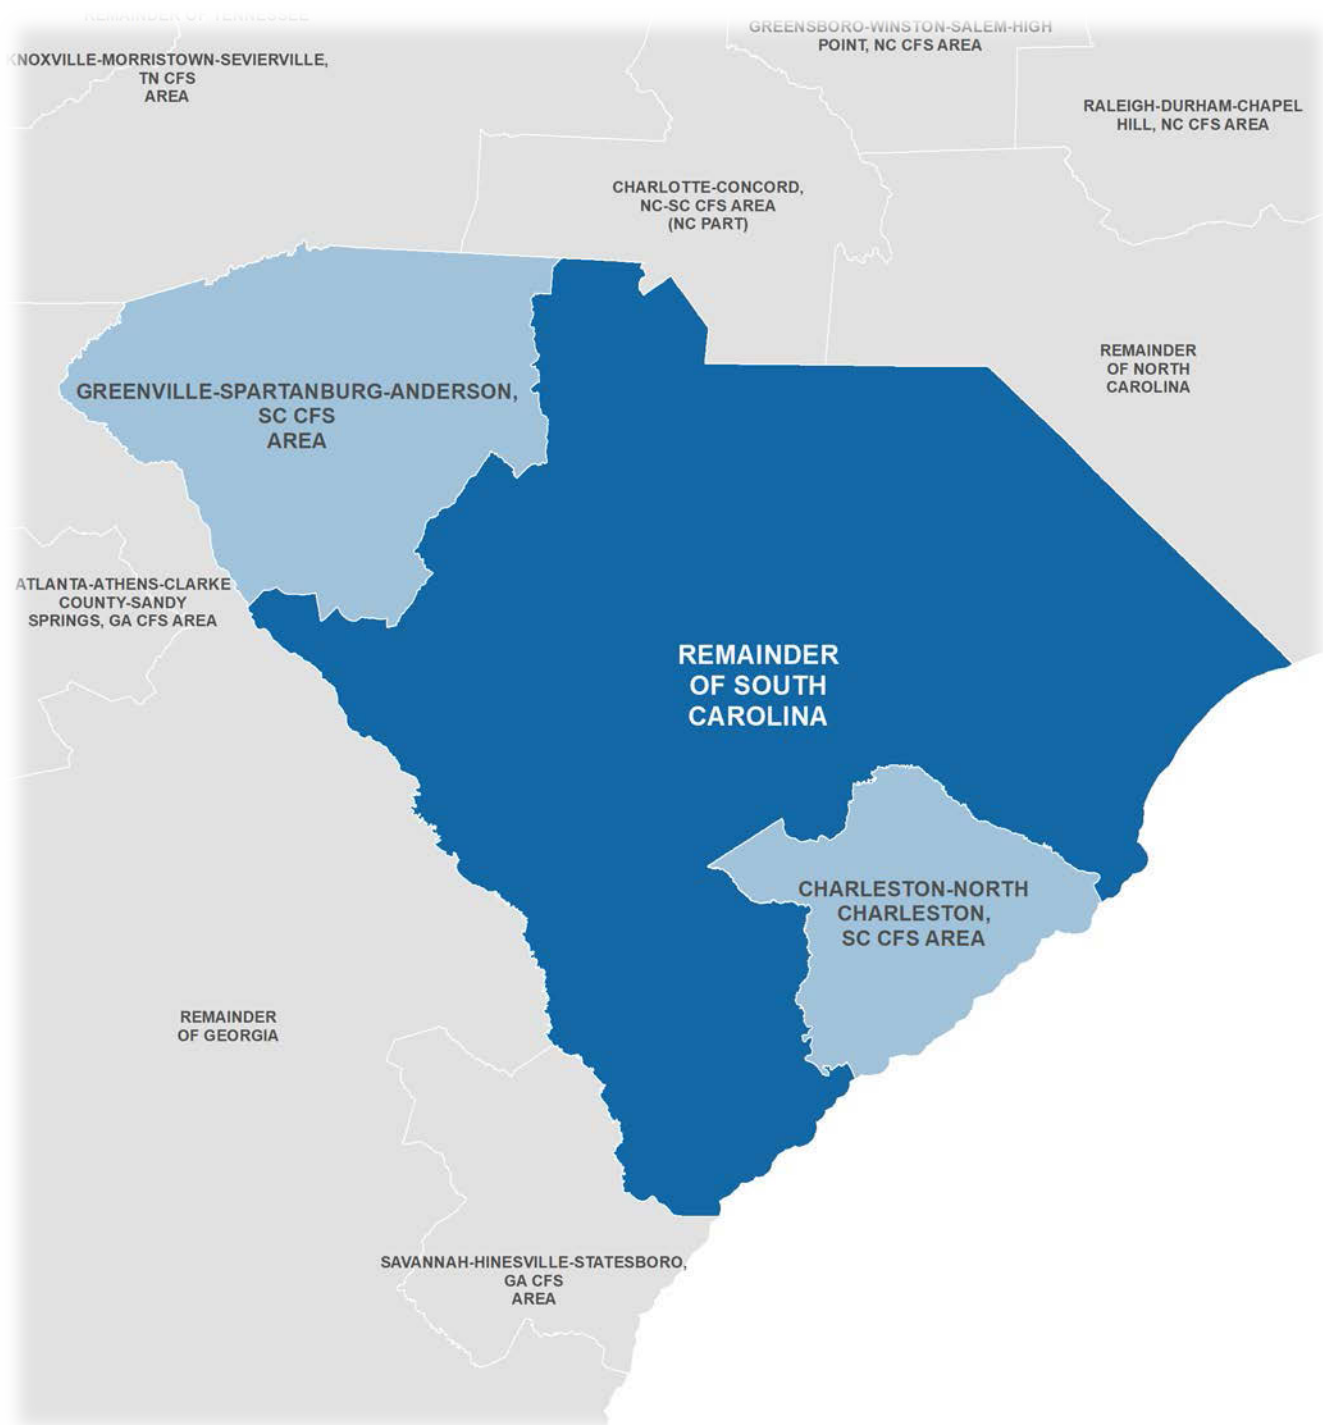 REMAINDER OF TENNESSEE
GREENSBORO-WINSTON-SALEM-HIGH
POINT, NC CFS AREA
KNOXVILLE-MORRISTOWN-SEVIERVILLE,
TN CFS
AREA
RALEIGH-DURHAM-CHAPEL
HILL, NC CFS AREA
CHARLOTTE-CONCORD,
NC-SC CFS AREA
(NC PART)
REMAINDER
OF NORTH
CAROLINA
GREENVILLE-SPARTANBURG-ANDERSON,
SC CFS
AREA
ATLANTA-ATHENS-CLARKE
COUNTY-SANDY
SPRINGS, GA CFS AREA
REMAINDER
OF SOUTH
CAROLINA
CHARLESTON-NORTH
CHARLESTON,
SC CFS AREA
REMAINDER
OF GEORGIA
SAVANNAH-HINESVILLE-STATESBORO,
GA CFS
AREA